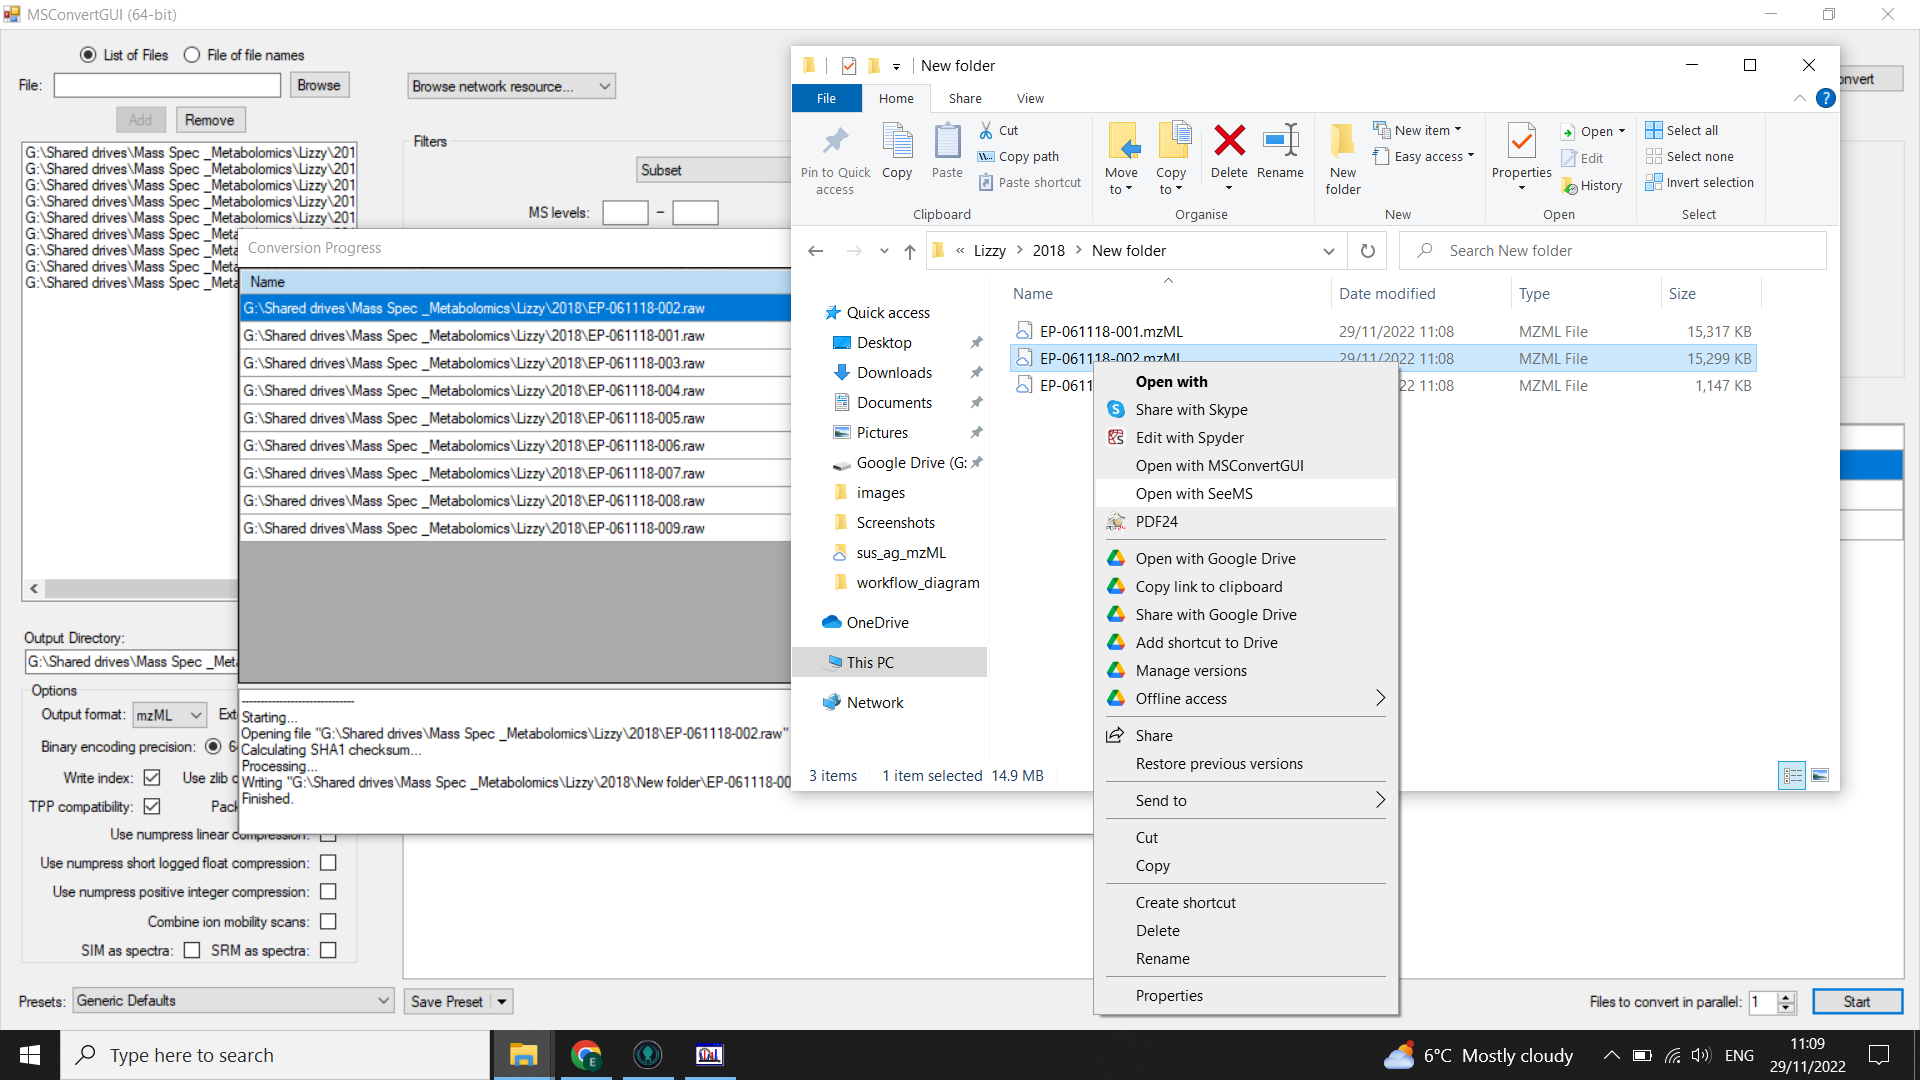 MSConvertGUI (64-bit)
List of Files
File of file names
File:
Browse
Browse network resource...
Add
Remove
G:\Shared drives\Mass Spec _Metabolomics\Lizzy\201
G:\Shared drives\Mass Spec _Metabolomics\Lizzy\201
G:\Shared drives\Mass Spec _Metabolomics\Lizzy\201
G:\Shared drives\Mass Spec _Metabolomics\Lizzy\201
G:\Shared drives\Mass Spec _Metabolomics\Lizzy\201
G:\Shared drives\Mass Spec _Meta
G:\Shared drives\Mass Spec _Meta
G:\Shared drives\Mass Spec _Meta
G:\Shared drives\Mass Spec _Meta
Filters
Subset
MS levels:
–
Output Directory:
G:\Shared drives\Mass Spec _Metab
Options
Output format: mzML
Binary encoding precision:
Write index:
Use zlib
TPP compatibility:
Use numpress linear compression:
Use numpress short logged float compression:
Use numpress positive integer compression:
Combine ion mobility scans:
SIM as spectra:
SRM as spectra:
Presets:
Generic Defaults
Save Preset
Files to convert in parallel: 1
Start
Conversion Progress
Name
G:\Shared drives\Mass Spec _Metabolomics\Lizzy\2018\EP-061118-002.raw
G:\Shared drives\Mass Spec _Metabolomics\Lizzy\2018\EP-061118-001.raw
G:\Shared drives\Mass Spec _Metabolomics\Lizzy\2018\EP-061118-003.raw
G:\Shared drives\Mass Spec _Metabolomics\Lizzy\2018\EP-061118-004.raw
G:\Shared drives\Mass Spec _Metabolomics\Lizzy\2018\EP-061118-005.raw
G:\Shared drives\Mass Spec _Metabolomics\Lizzy\2018\EP-061118-006.raw
G:\Shared drives\Mass Spec _Metabolomics\Lizzy\2018\EP-061118-007.raw
G:\Shared drives\Mass Spec _Metabolomics\Lizzy\2018\EP-061118-008.raw
G:\Shared drives\Mass Spec _Metabolomics\Lizzy\2018\EP-061118-009.raw
------------------------------
Starting...
Opening file "G:\Shared drives\Mass Spec _Metabolomics\Lizzy\2018\EP-061118-002.raw"
Calculating SHA1 checksum...
Processing...
Writing "G:\Shared drives\Mass Spec _Metabolomics\Lizzy\2018\New folder\EP-061118-00
Finished.
New folder
File
Home
Share
View
Pin to Quick access
Copy
Paste
Cut
Copy path
Paste shortcut
Clipboard
Move to
Copy to
Delete
Rename
Organise
New folder
New item
Easy access
New
Properties
Open
Edit
History
Open
Select all
Select none
Invert selection
Select
« Lizzy > 2018 > New folder
Search New folder
Quick access
Desktop
Downloads
Documents
Pictures
Google Drive (G:
images
Screenshots
sus_ag_mzML
workflow_diagram
OneDrive
This PC
Network
Name Date modified Type Size
EP-061118-001.mzML 29/11/2022 11:08 MZML File 15,317 KB
EP-061118-002.mzML 29/11/2022 11:08 MZML File 15,299 KB
EP-0611 22 11:08 MZML File 1,147 KB
3 items 1 item selected 14.9 MB
Open with
Share with Skype
Edit with Spyder
Open with MSConvertGUI
Open with SeeMS
PDF24
Open with Google Drive
Copy link to clipboard
Share with Google Drive
Add shortcut to Drive
Manage versions
Offline access
Share
Restore previous versions
Send to
Cut
Copy
Create shortcut
Delete
Rename
Properties
Type here to search
6°C Mostly cloudy
ENG
11:09
29/11/2022